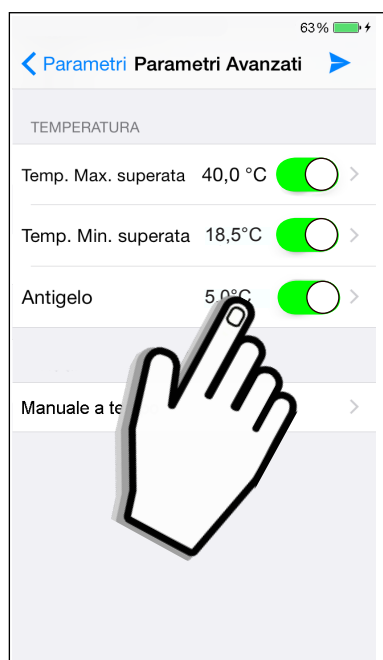 63%
Parametri Parametri Avanzati
TEMPERATURA
Temp. Max. superata 40,0 °C
Temp. Min. superata 18,5°C
Antigelo 5,0°C
Manuale a